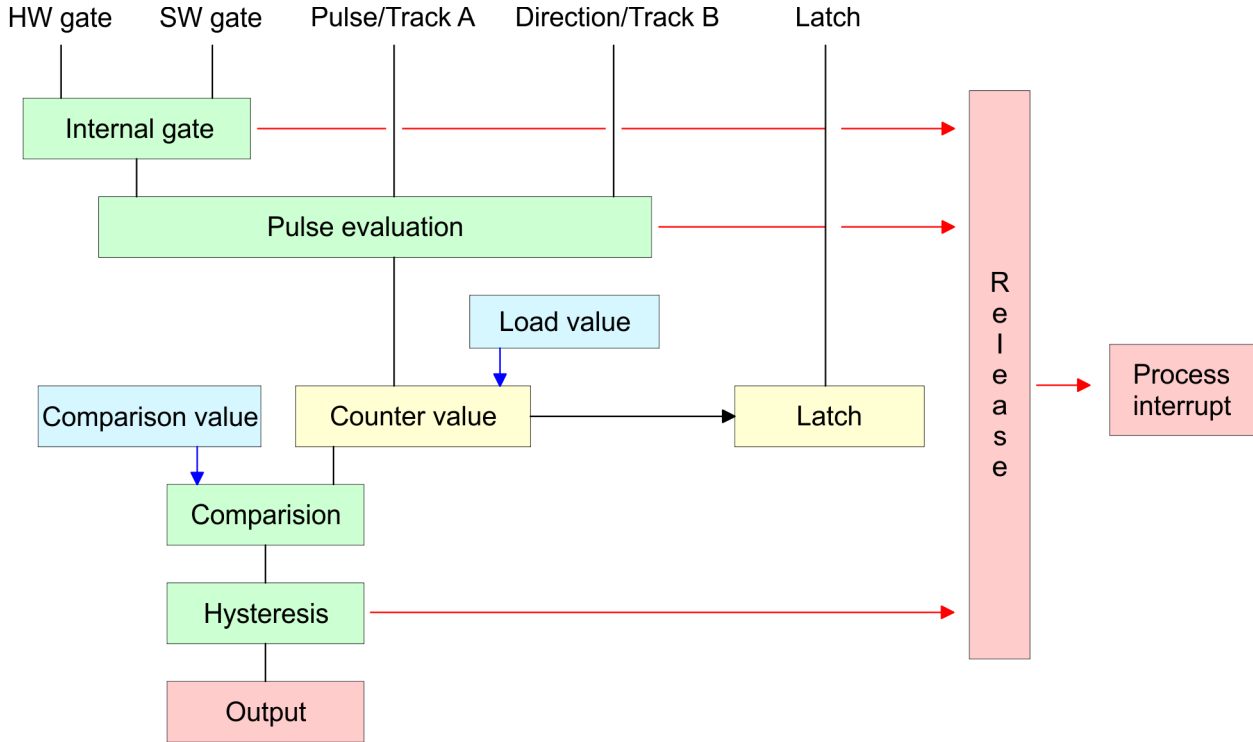 HW gate
SW gate
Pulse/Track A
Direction/Track B
Latch
Internal gate
Pulse evaluation
Load value
Comparison value
Counter value
Latch
Release
Process
interrupt
Comparision
Hysteresis
Output